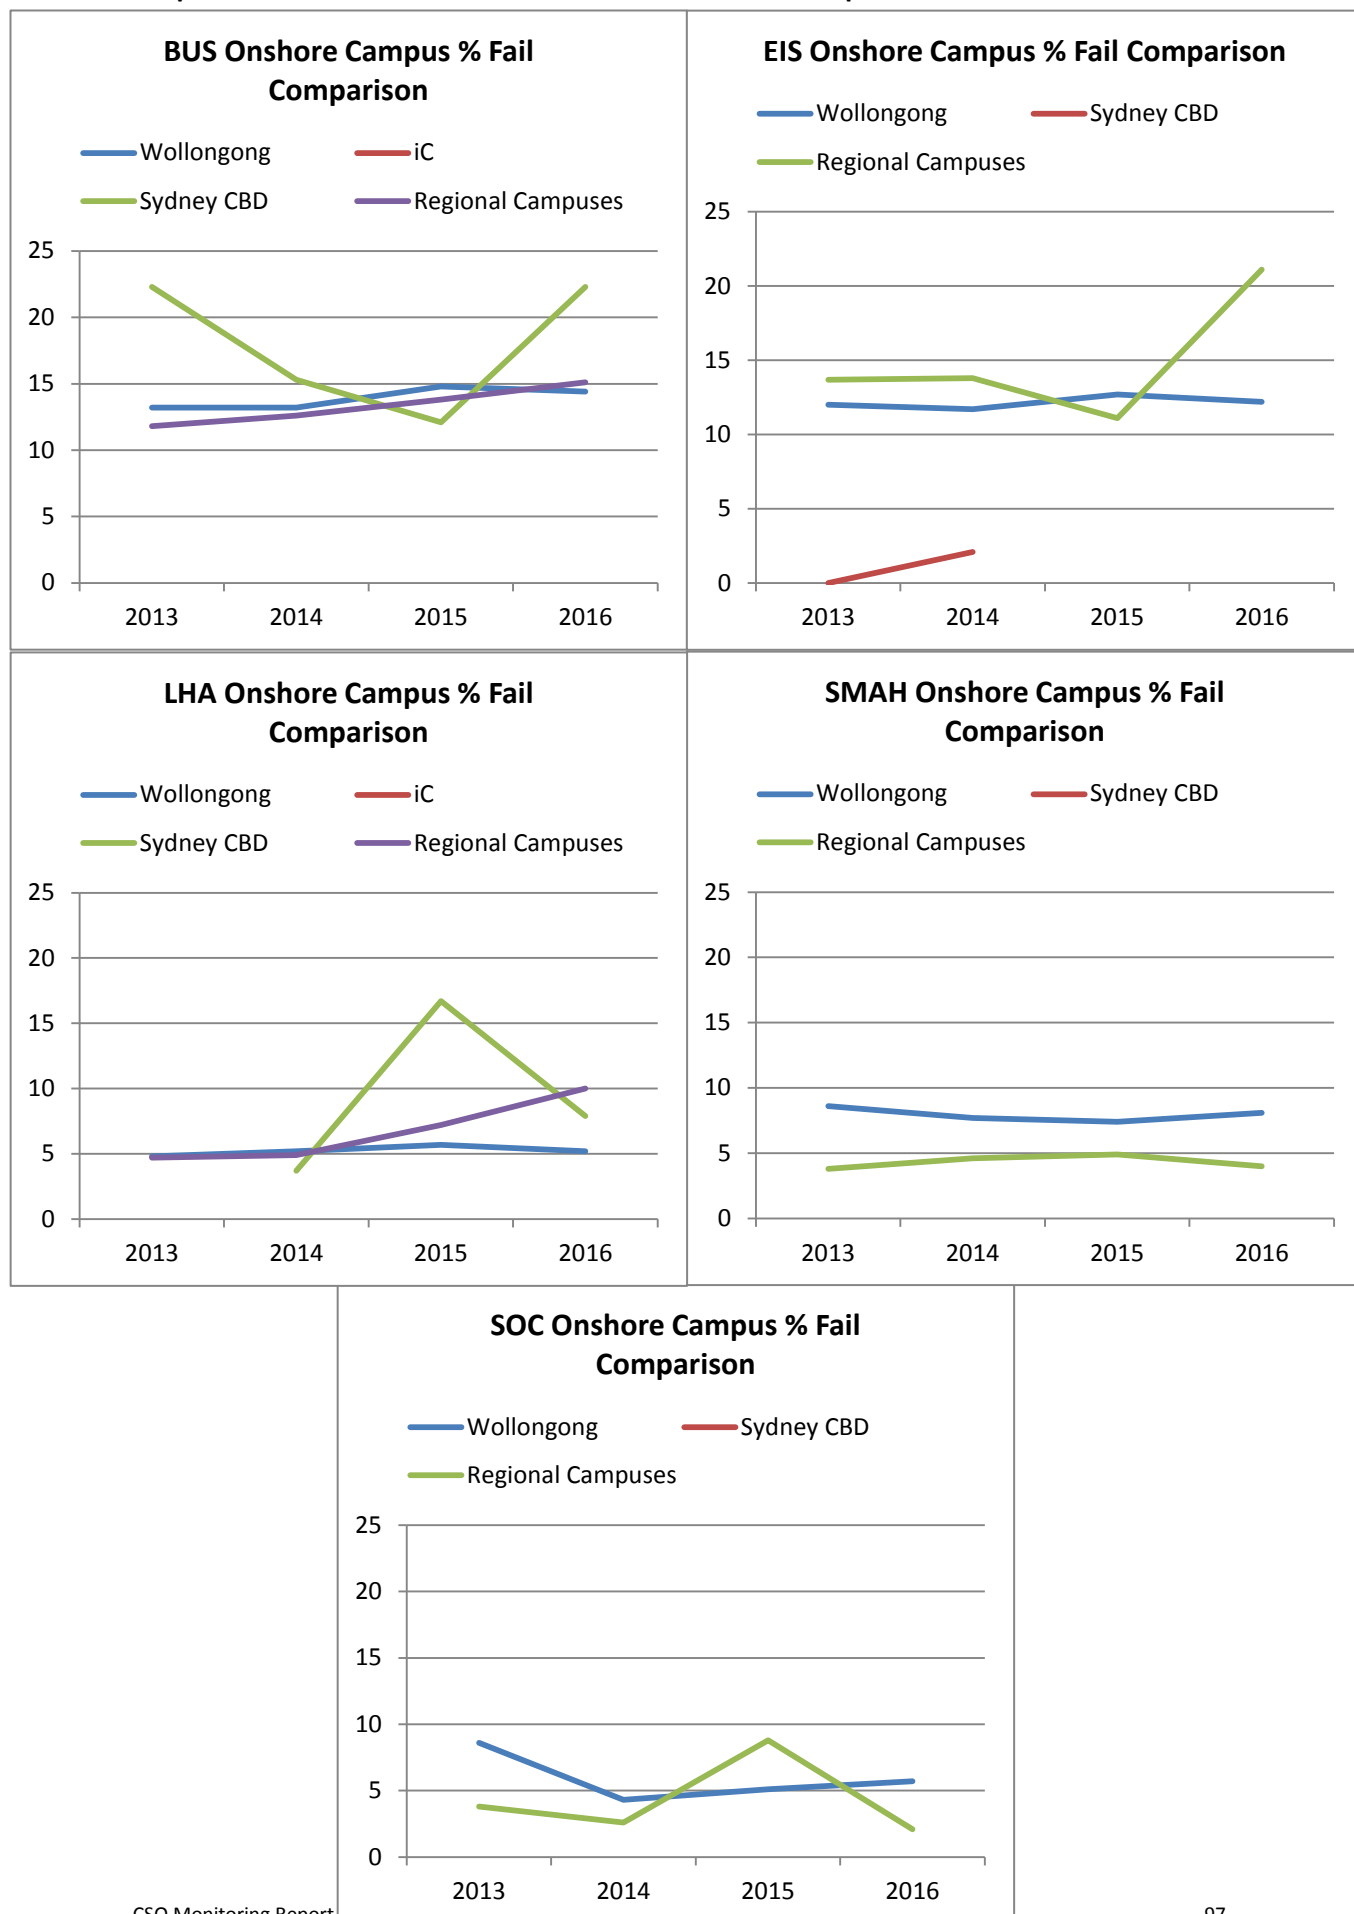 BUS Onshore Campus % Fail
Comparison
Wollongong iC
Sydney CBD Regional Campuses
25
20
15
10
5
0
2013 2014 2015 2016
EIS Onshore Campus % Fail Comparison
Wollongong Sydney CBD
Regional Campuses
25
20
15
10
5
0
2013 2014 2015 2016
LHA Onshore Campus % Fail
Comparison
Wollongong iC
Sydney CBD Regional Campuses
25
20
15
10
5
0
2013 2014 2015 2016
SMAH Onshore Campus % Fail
Comparison
Wollongong Sydney CBD
Regional Campuses
25
20
15
10
5
0
2013 2014 2015 2016
SOC Onshore Campus % Fail
Comparison
Wollongong Sydney CBD
Regional Campuses
25
20
15
10
5
0
2013 2014 2015 2016
Monitoring Report 97